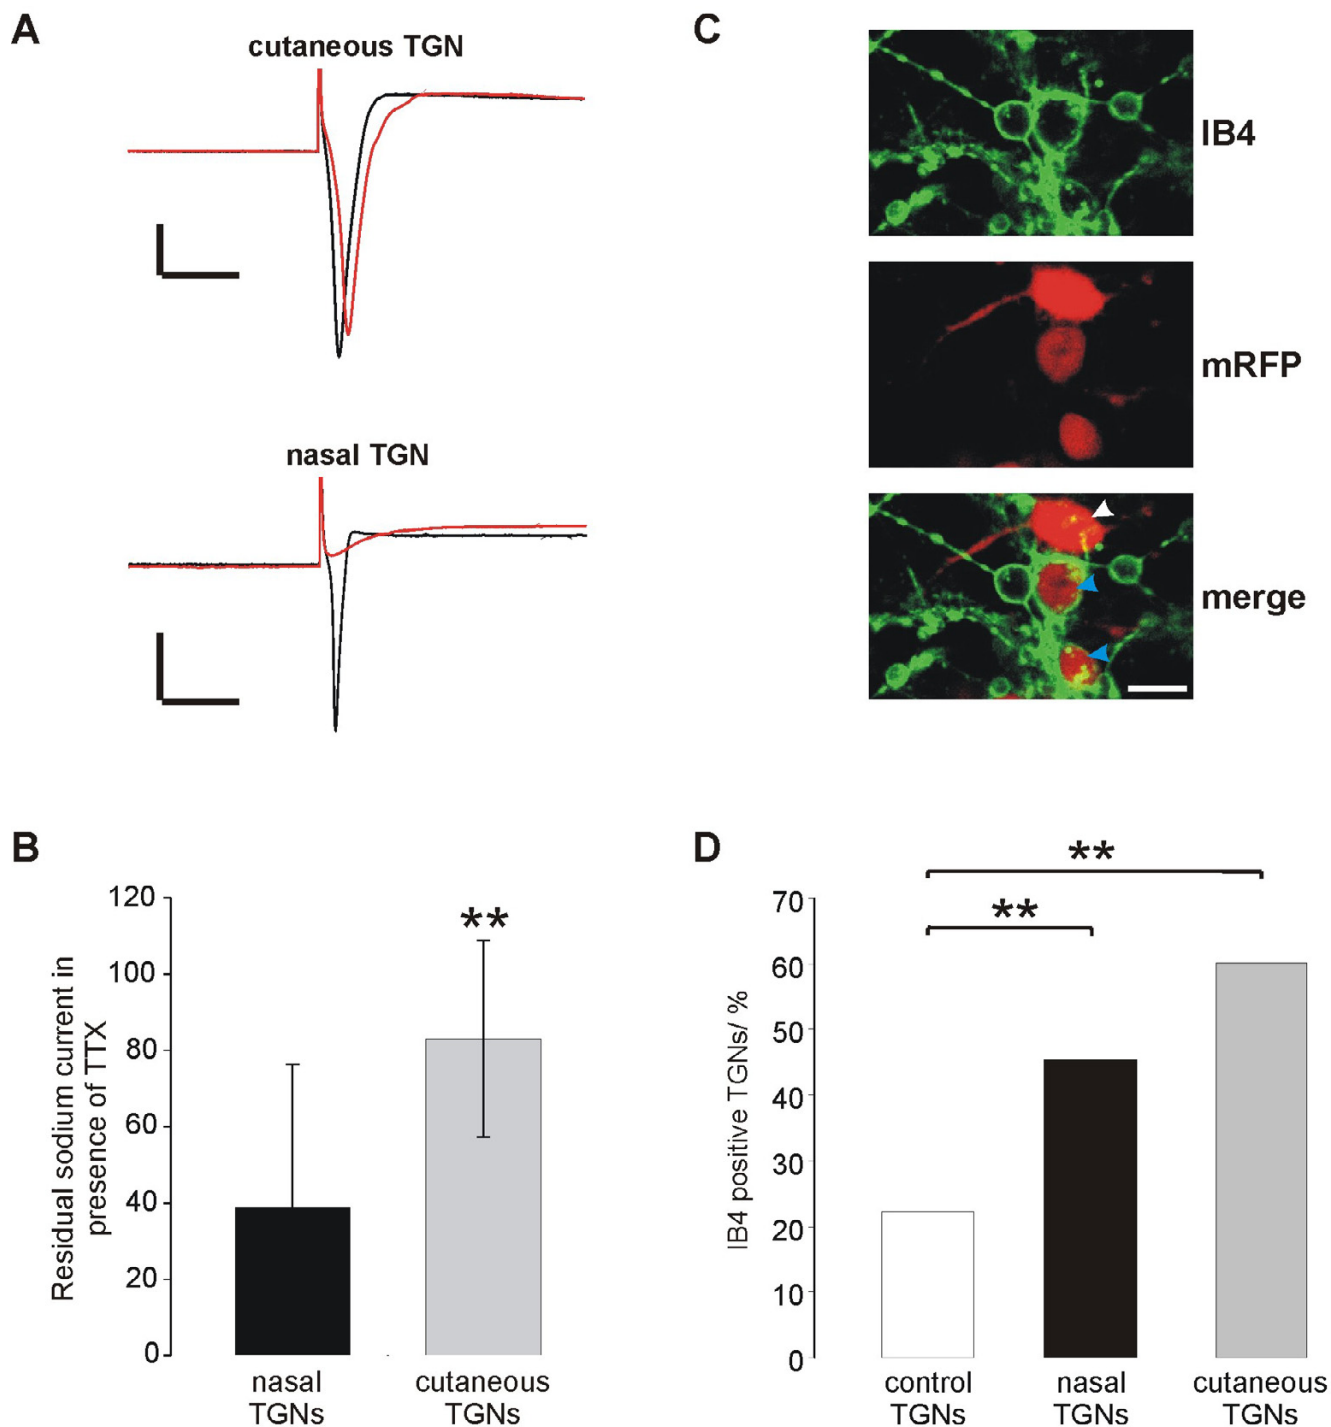 A
cutaneous TGN
nasal TGN
C
IB4
mRFP
merge
B
Residual sodium current in
presence of TTX
120
100
80
60
40
20
0
**
nasal
TGNs
cutaneous
TGNs
D
IB4 positive TGNs/ %
70
60
50
40
30
20
10
0
**
**
control
TGNs
nasal
TGNs
cutaneous
TGNs